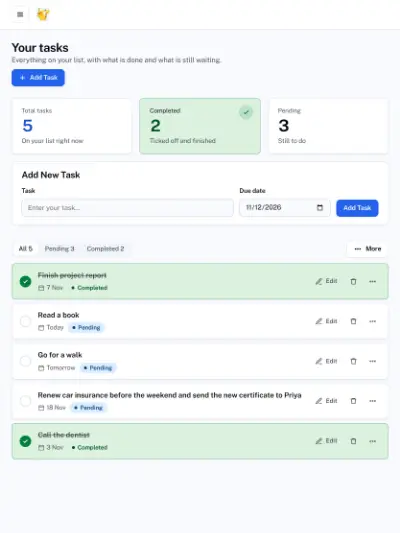 Your tasks
Everything on your list, with what is done and what is still waiting.
+ Add Task
Total tasks
5
On your list right now
Completed
2
Ticked off and finished
Pending
3
Still to do
Add New Task
Task
Due date
Enter your task...
11/12/2026
Add Task
All 5
Pending 3
Completed 2
More
Finish project report
7 Nov
Completed
Edit
Read a book
Today
Pending
Edit
Go for a walk
Tomorrow
Pending
Edit
Renew car insurance before the weekend and send the new certificate to Priya
18 Nov
Pending
Edit
Call the dentist
3 Nov
Completed
Edit